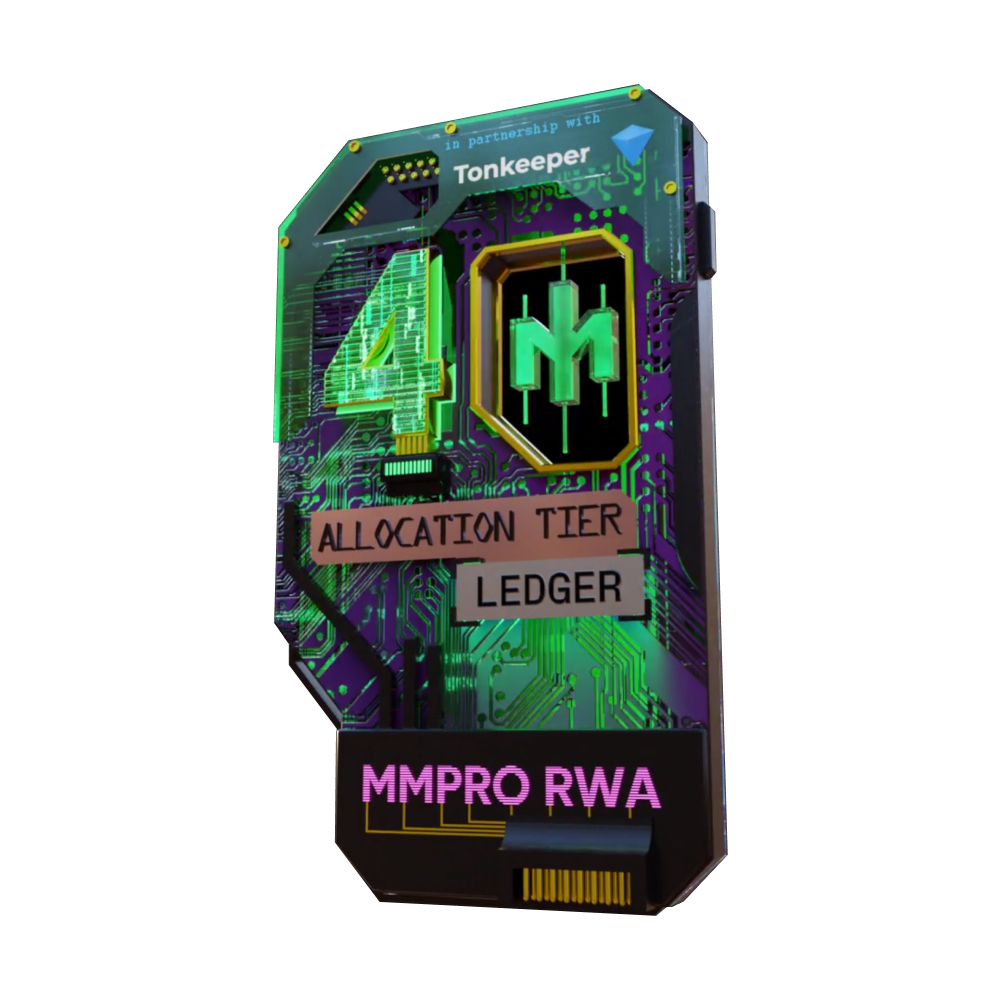 in partnership with
Tonkeeper
4
ALLOCATION TIER
LEDGER
MMPRO RWA